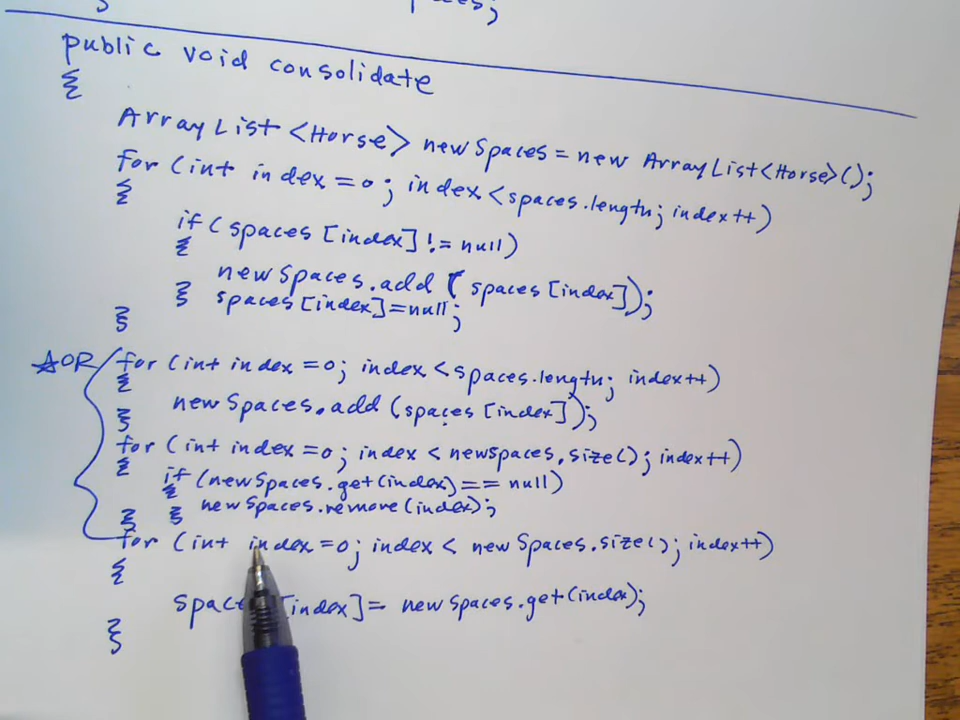 public void consolidate
{
ArrayList <Horse> newSpaces = new ArrayList<Horse>();
for (int index = 0; index < spaces.length; index++)
{
if (spaces [index] != null)
{
newSpaces.add (spaces [index]);
} spaces [index] = null;
}
☆OR for (int index = 0; index < spaces.length; index++)
{
newSpaces.add (spaces [index]);
}
for (int index = 0; index < newspaces.size(); index++)
{
if (newSpaces.get(index) == null)
{
newSpaces.remove (index);
} }
for (int index = 0; index < newSpaces.size(); index++)
{
[index] = newSpaces.get(index);
}